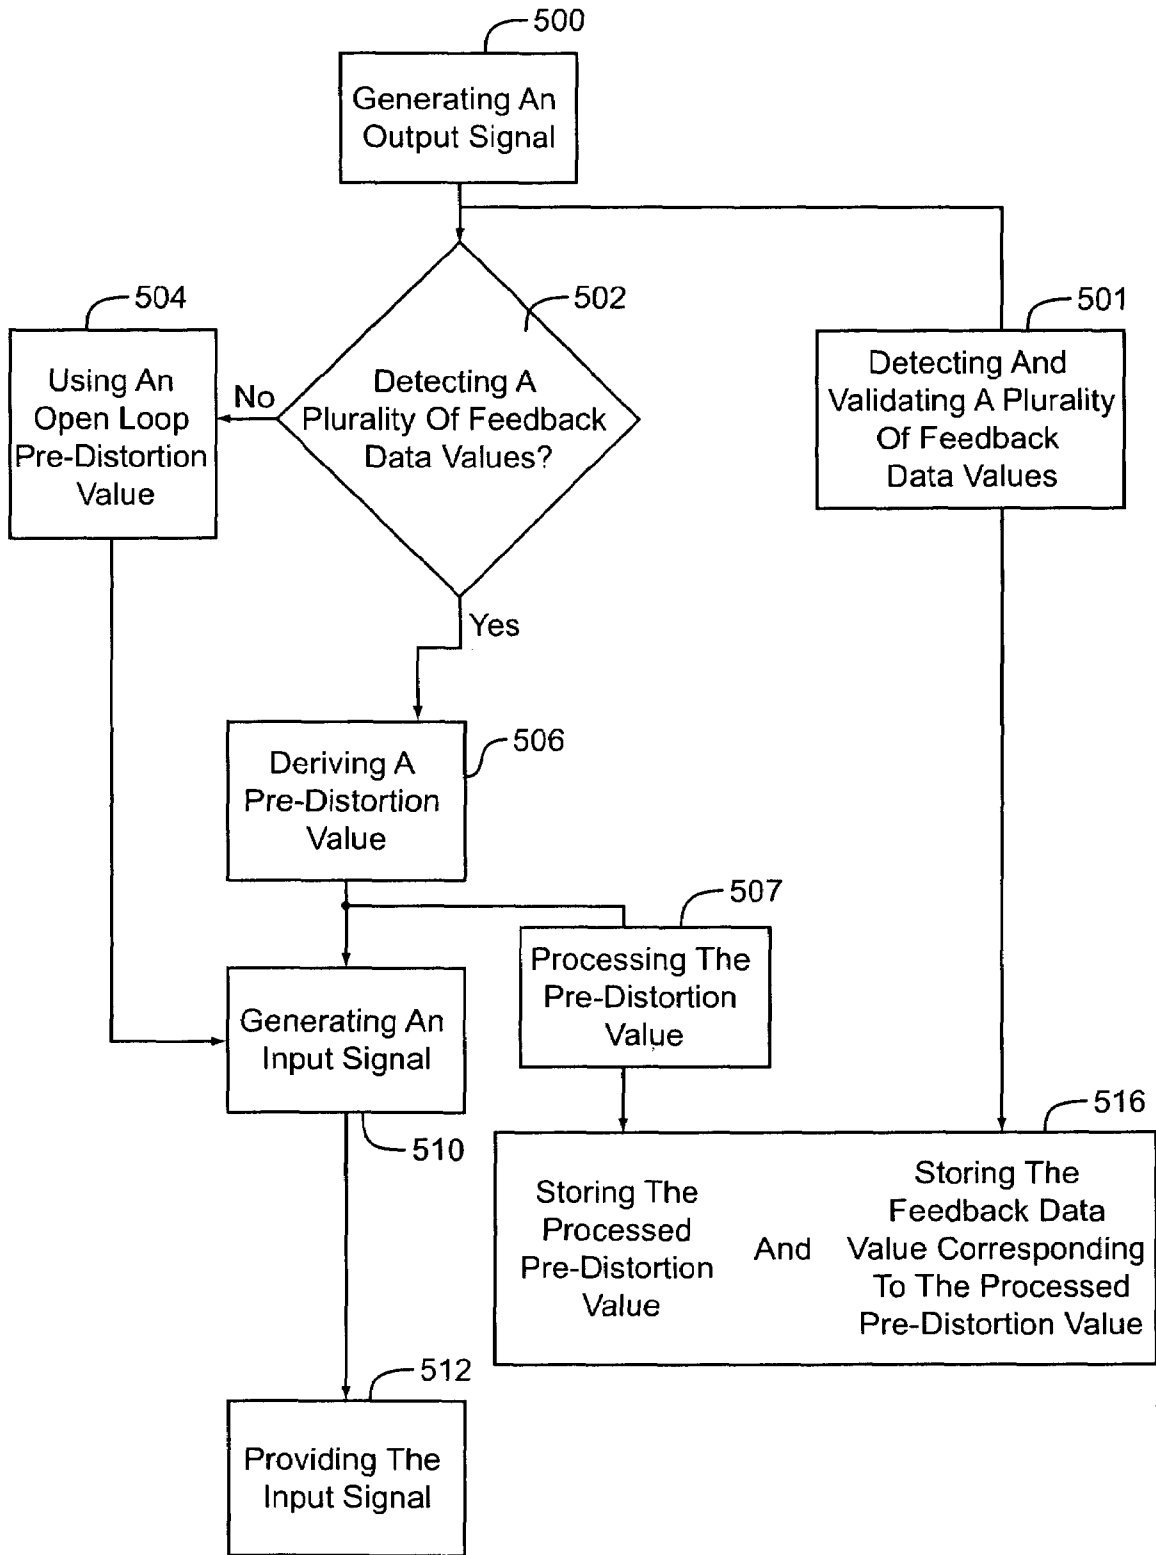 500
Generating An
Output Signal
504
502
501
Using An
Open Loop
Pre-Distortion
Value
No
Detecting A
Plurality Of Feedback
Data Values?
Detecting And
Validating A Plurality
Of Feedback
Data Values
Yes
506
Deriving A
Pre-Distortion
Value
507
Processing The
Pre-Distortion
Value
Generating An
Input Signal
510
516
Storing The
Processed
Pre-Distortion
Value
And
Storing The
Feedback Data
Value Corresponding
To The Processed
Pre-Distortion Value
512
Providing The
Input Signal